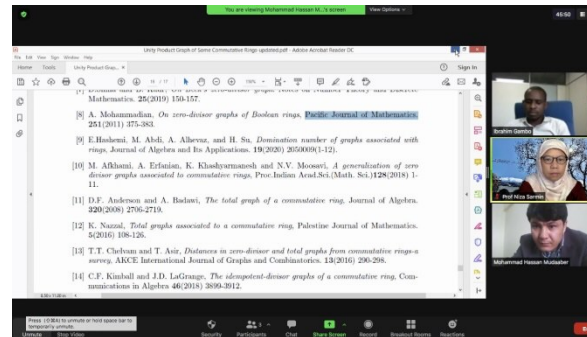 You are viewing Mohammad Hassan M...'s screen
View Options
45:50
Unity Product Graph of Some Commutative Rings updated.pdf - Adobe Acrobat Reader DC
File Edit View Sign Window Help
Home Tools Unity Product Grap...
Sign In
Mathematics. 25(2019) 150-157.
[8] A. Mohammadian, On zero-divisor graphs of Boolean rings, Pacific Journal of Mathematics.
251(2011) 375-383.
[9] E.Hashemi, M. Abdi, A. Alhevaz, and H. Su, Domination number of graphs associated with
rings, Journal of Algebra and Its Applications. 19(2020) 2050009(1-12).
[10] M. Afkhami, A. Erfanian, K. Khashyarmanesh and N.V. Moosavi, A generalization of zero
divisor graphs associated to commutative rings, Proc.Indian Acad.Sci.(Math. Sci.)128(2018) 1-
11.
[11] D.F. Anderson and A. Badawi, The total graph of a commutative ring, Journal of Algebra.
320(2008) 2706-2719.
[12] K. Nazzal, Total graphs associated to a commutative ring, Palestine Journal of Mathematics.
5(2016) 108-126.
[13] T.T. Chelvam and T. Asir, Distances in zero-divisor and total graphs from commutative rings-a
survey, AKCE International Journal of Graphs and Combinatorics. 13(2016) 290-298.
[14] C.F. Kimball and J.D. LaGrange, The idempotent-divisor graphs of a commutative ring, Com-
munications in Algebra 46(2018) 3899-3912.
Ibrahim Gambo
Prof Niza Sarmin
Mohammad Hassan Mudaaber
Press (⇧⌘A) to unmute or hold space bar to
temporarily unmute
Unmute Stop Video Security Participants 3 Chat Share Screen Record Breakout Rooms Reactions